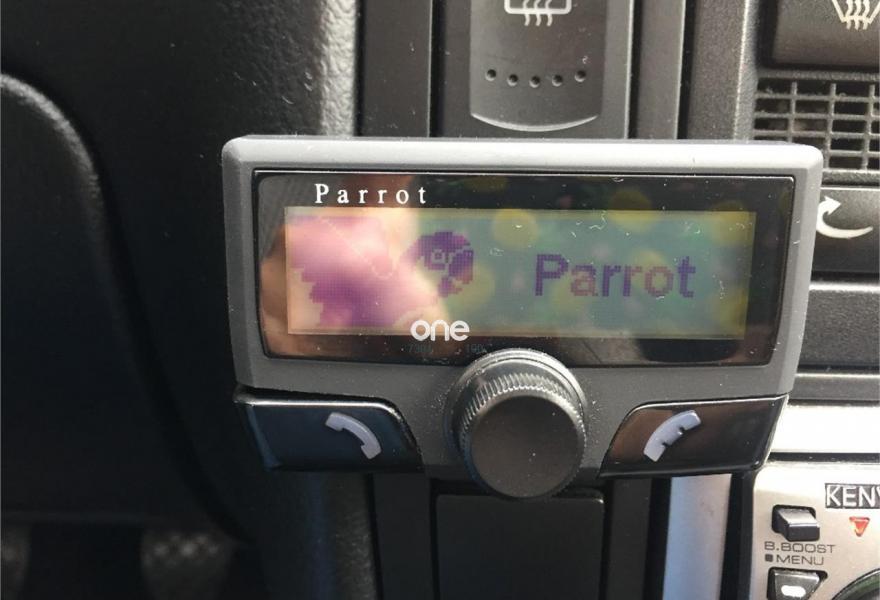 Parrot
Parrot
one
KEN
B.BOOST
MENU